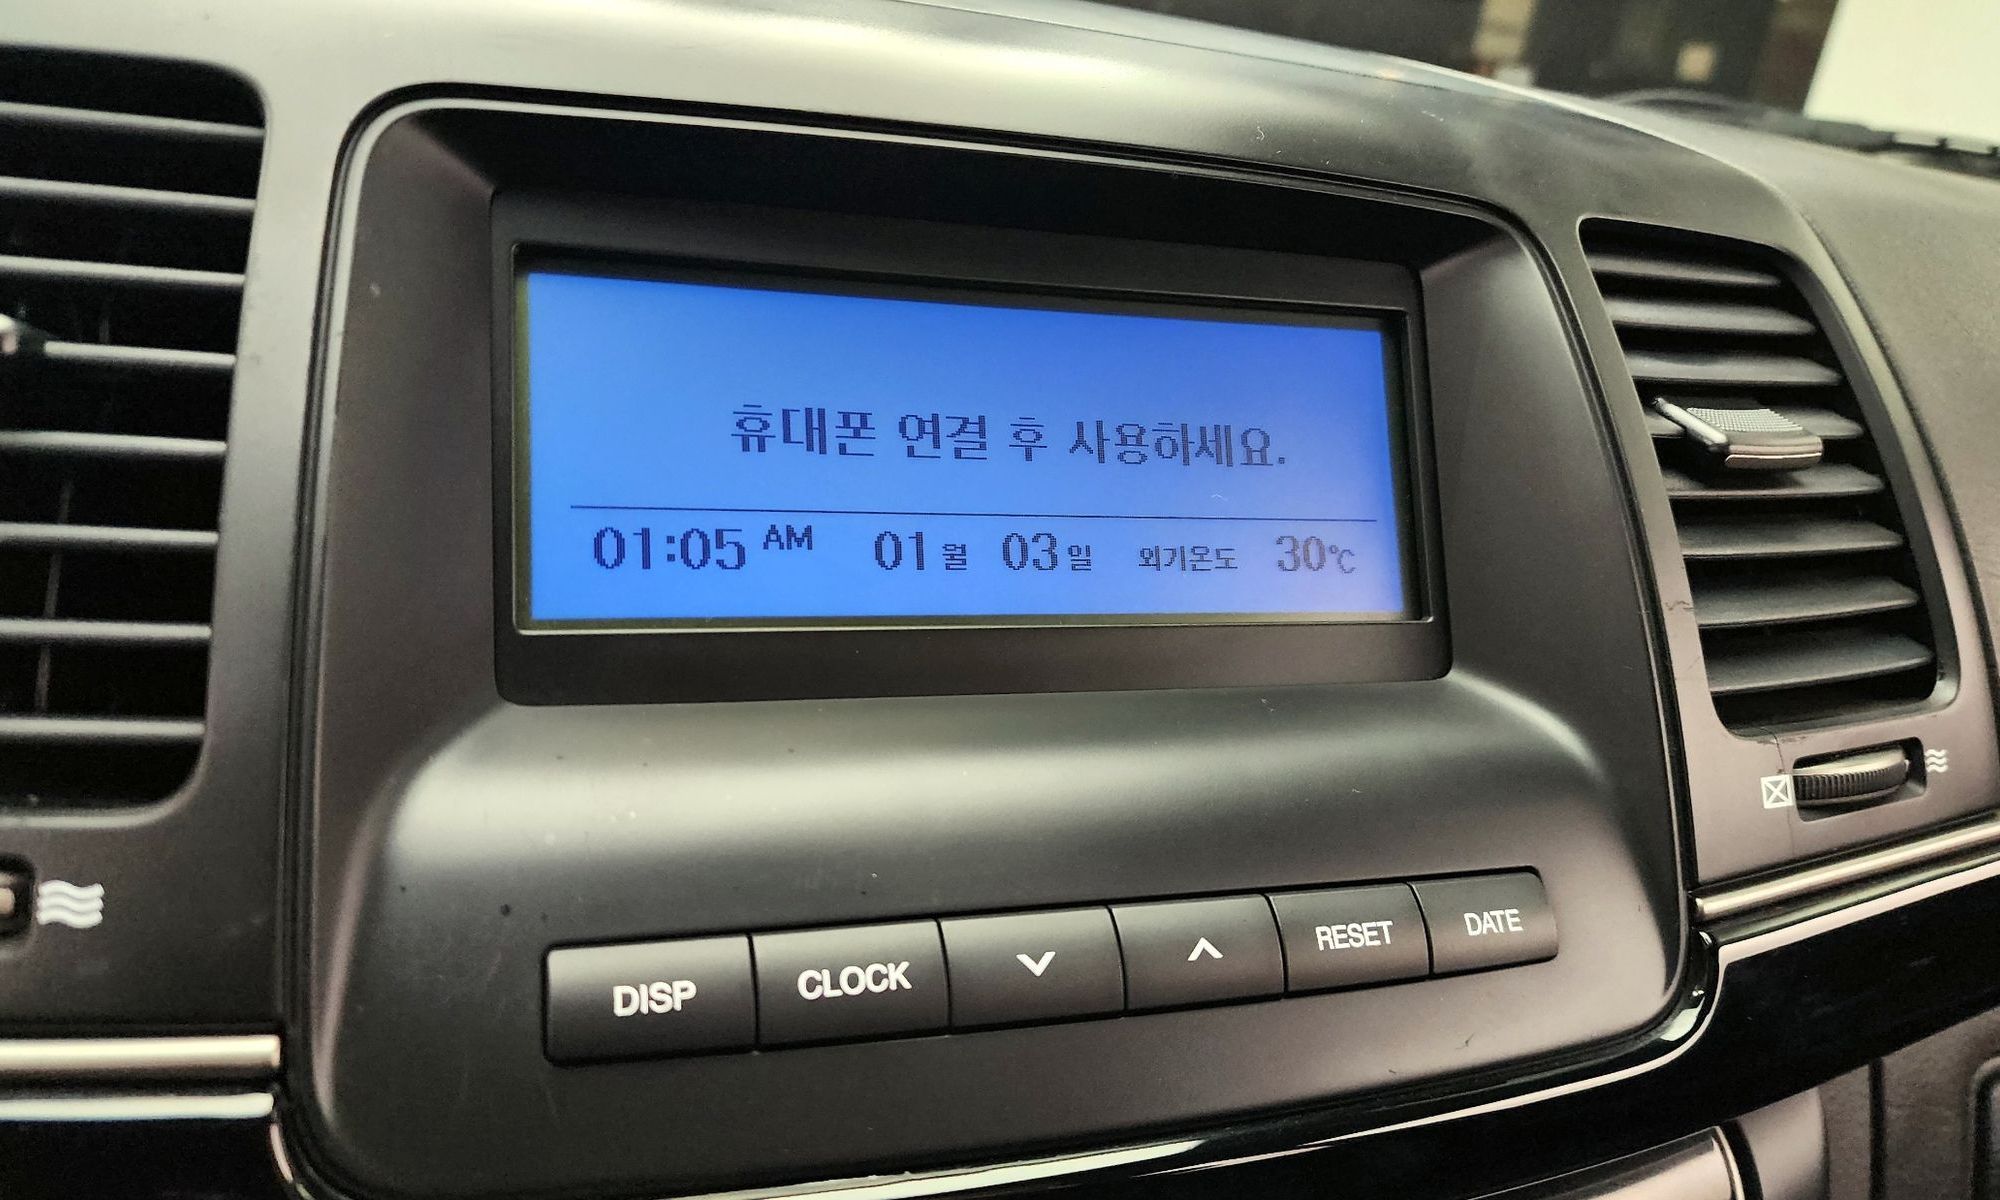 휴대폰 연결 후 사용하세요.
01:05 AM 01월 03일 외기온도 30℃
DISP CLOCK RESET DATE